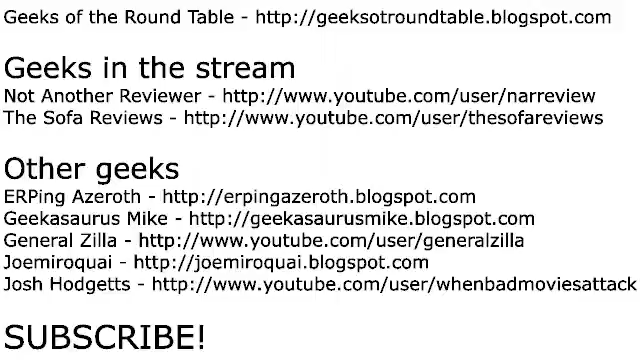 Geeks of the Round Table - http://geeksotroundtable.blogspot.com
Geeks in the stream
Not Another Reviewer - http://www.youtube.com/user/narreview
The Sofa Reviews - http://www.youtube.com/user/thesofareviews
Other geeks
ERPing Azeroth - http://erpingazeroth.blogspot.com
Geekasaurus Mike - http://geekasaurusmike.blogspot.com
General Zilla - http://www.youtube.com/user/generalzilla
Joemiroquai - http://joemiroquai.blogspot.com
Josh Hodgetts - http://www.youtube.com/user/whenbadmoviesattack
SUBSCRIBE!